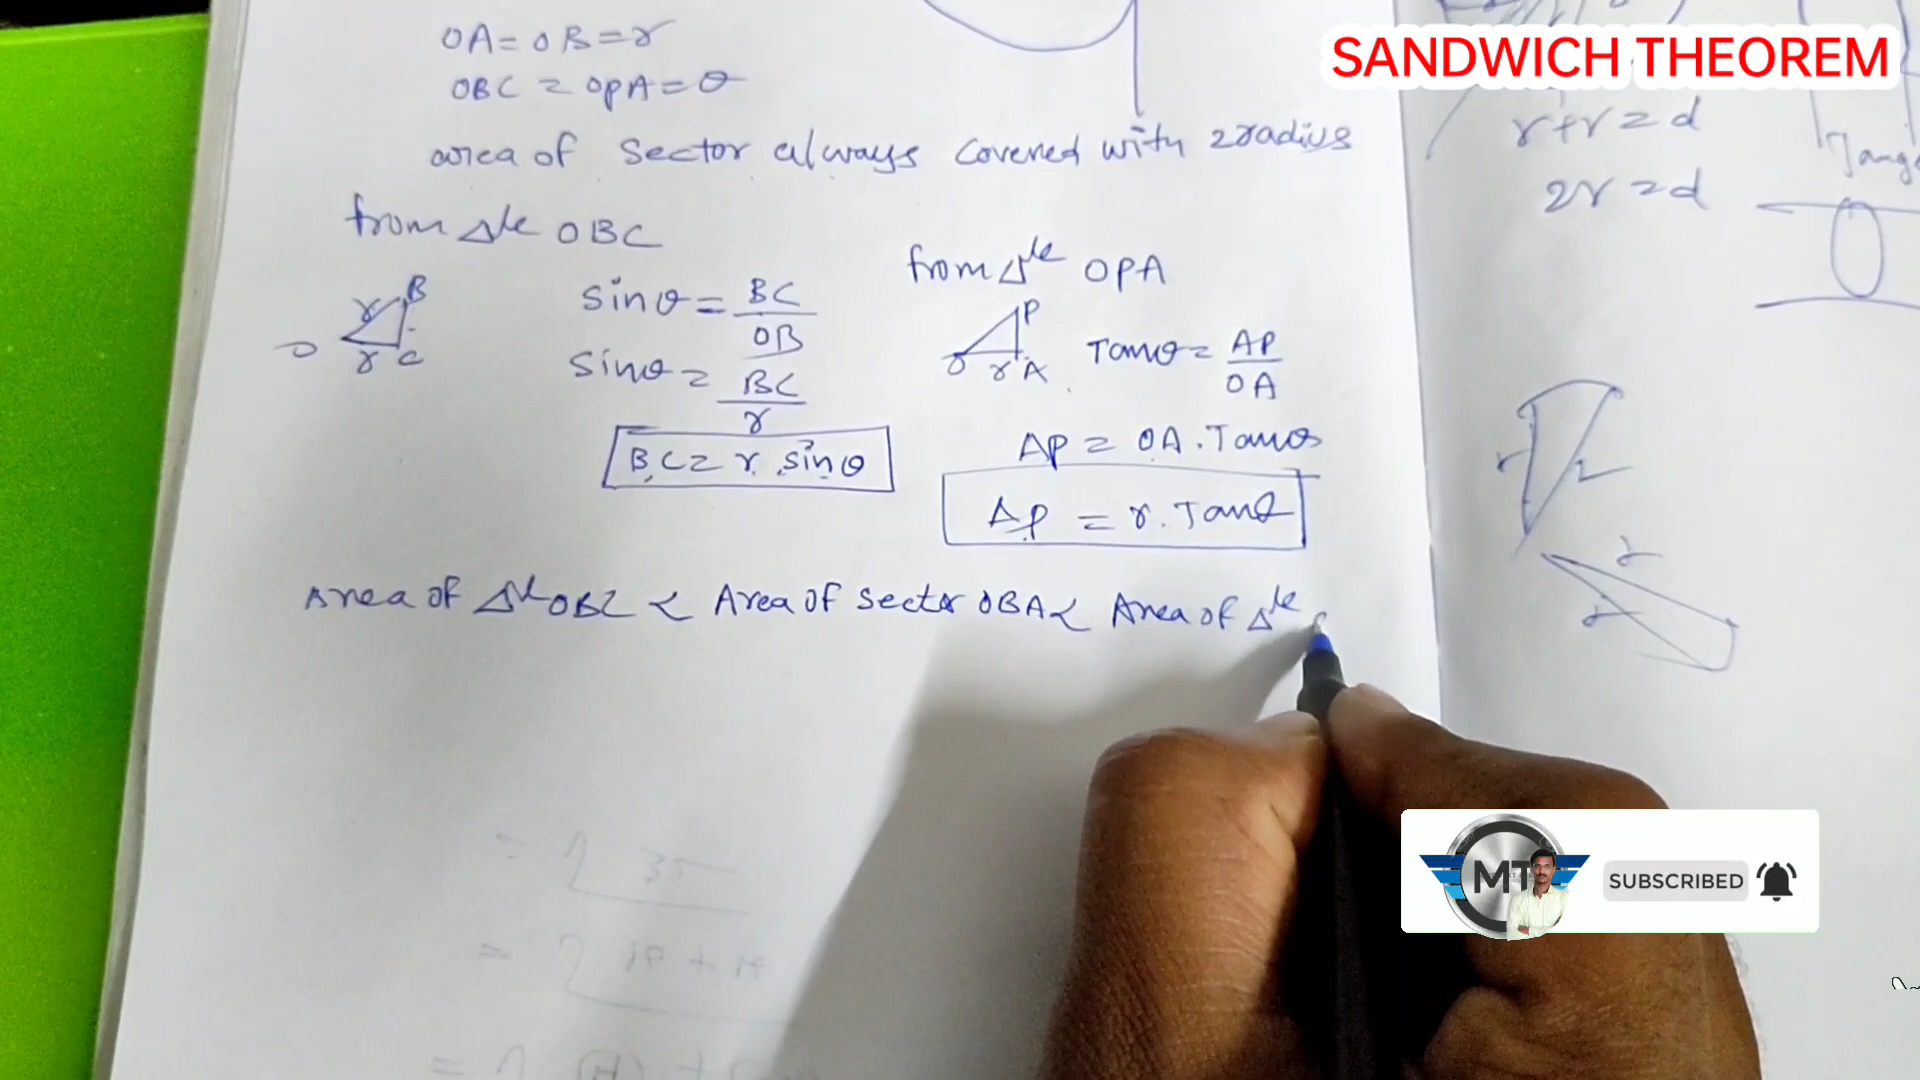 SANDWICH THEOREM
OA = OB = r
OBC = OPA = θ
area of sector always covered with 2 radius
r+r = d
2r = d
from Δle OBC
B
r
O
r C
sinθ = BC/OB
sinθ = BC/r
BC = r sinθ
from Δle OPA
P
O r A
Tanθ = AP/OA
AP = OA . Tanθ
AP = r . Tanθ
Area of Δle OBC < Area of sector OBA < Area of Δle
r
r
MT
SUBSCRIBED